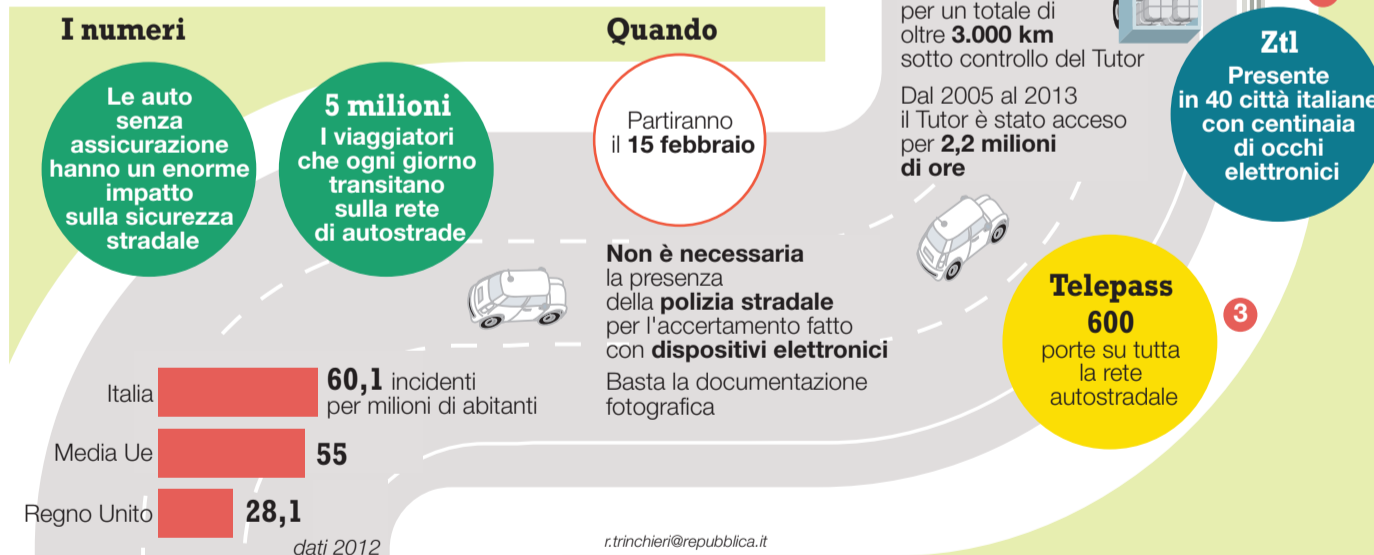 I numeri
Le auto
senza
assicurazione
hanno un enorme
impatto
sulla sicurezza
stradale
5 milioni
I viaggiatori
che ogni giorno
transitano
sulla rete
di autostrade
Italia
60,1 incidenti
per milioni di abitanti
Media Ue
55
Regno Unito
28,1
dati 2012
Quando
Partiranno
il 15 febbraio
Non è necessaria
la presenza
della polizia stradale
per l'accertamento fatto
con dispositivi elettronici
Basta la documentazione
fotografica
r.trinchieri@repubblica.it
per un totale di
oltre 3.000 km
sotto controllo del Tutor
Dal 2005 al 2013
il Tutor è stato acceso
per 2,2 milioni
di ore
Ztl
Presente
in 40 città italiane
con centinaia
di occhi
elettronici
Telepass
600
porte su tutta
la rete
autostradale
3